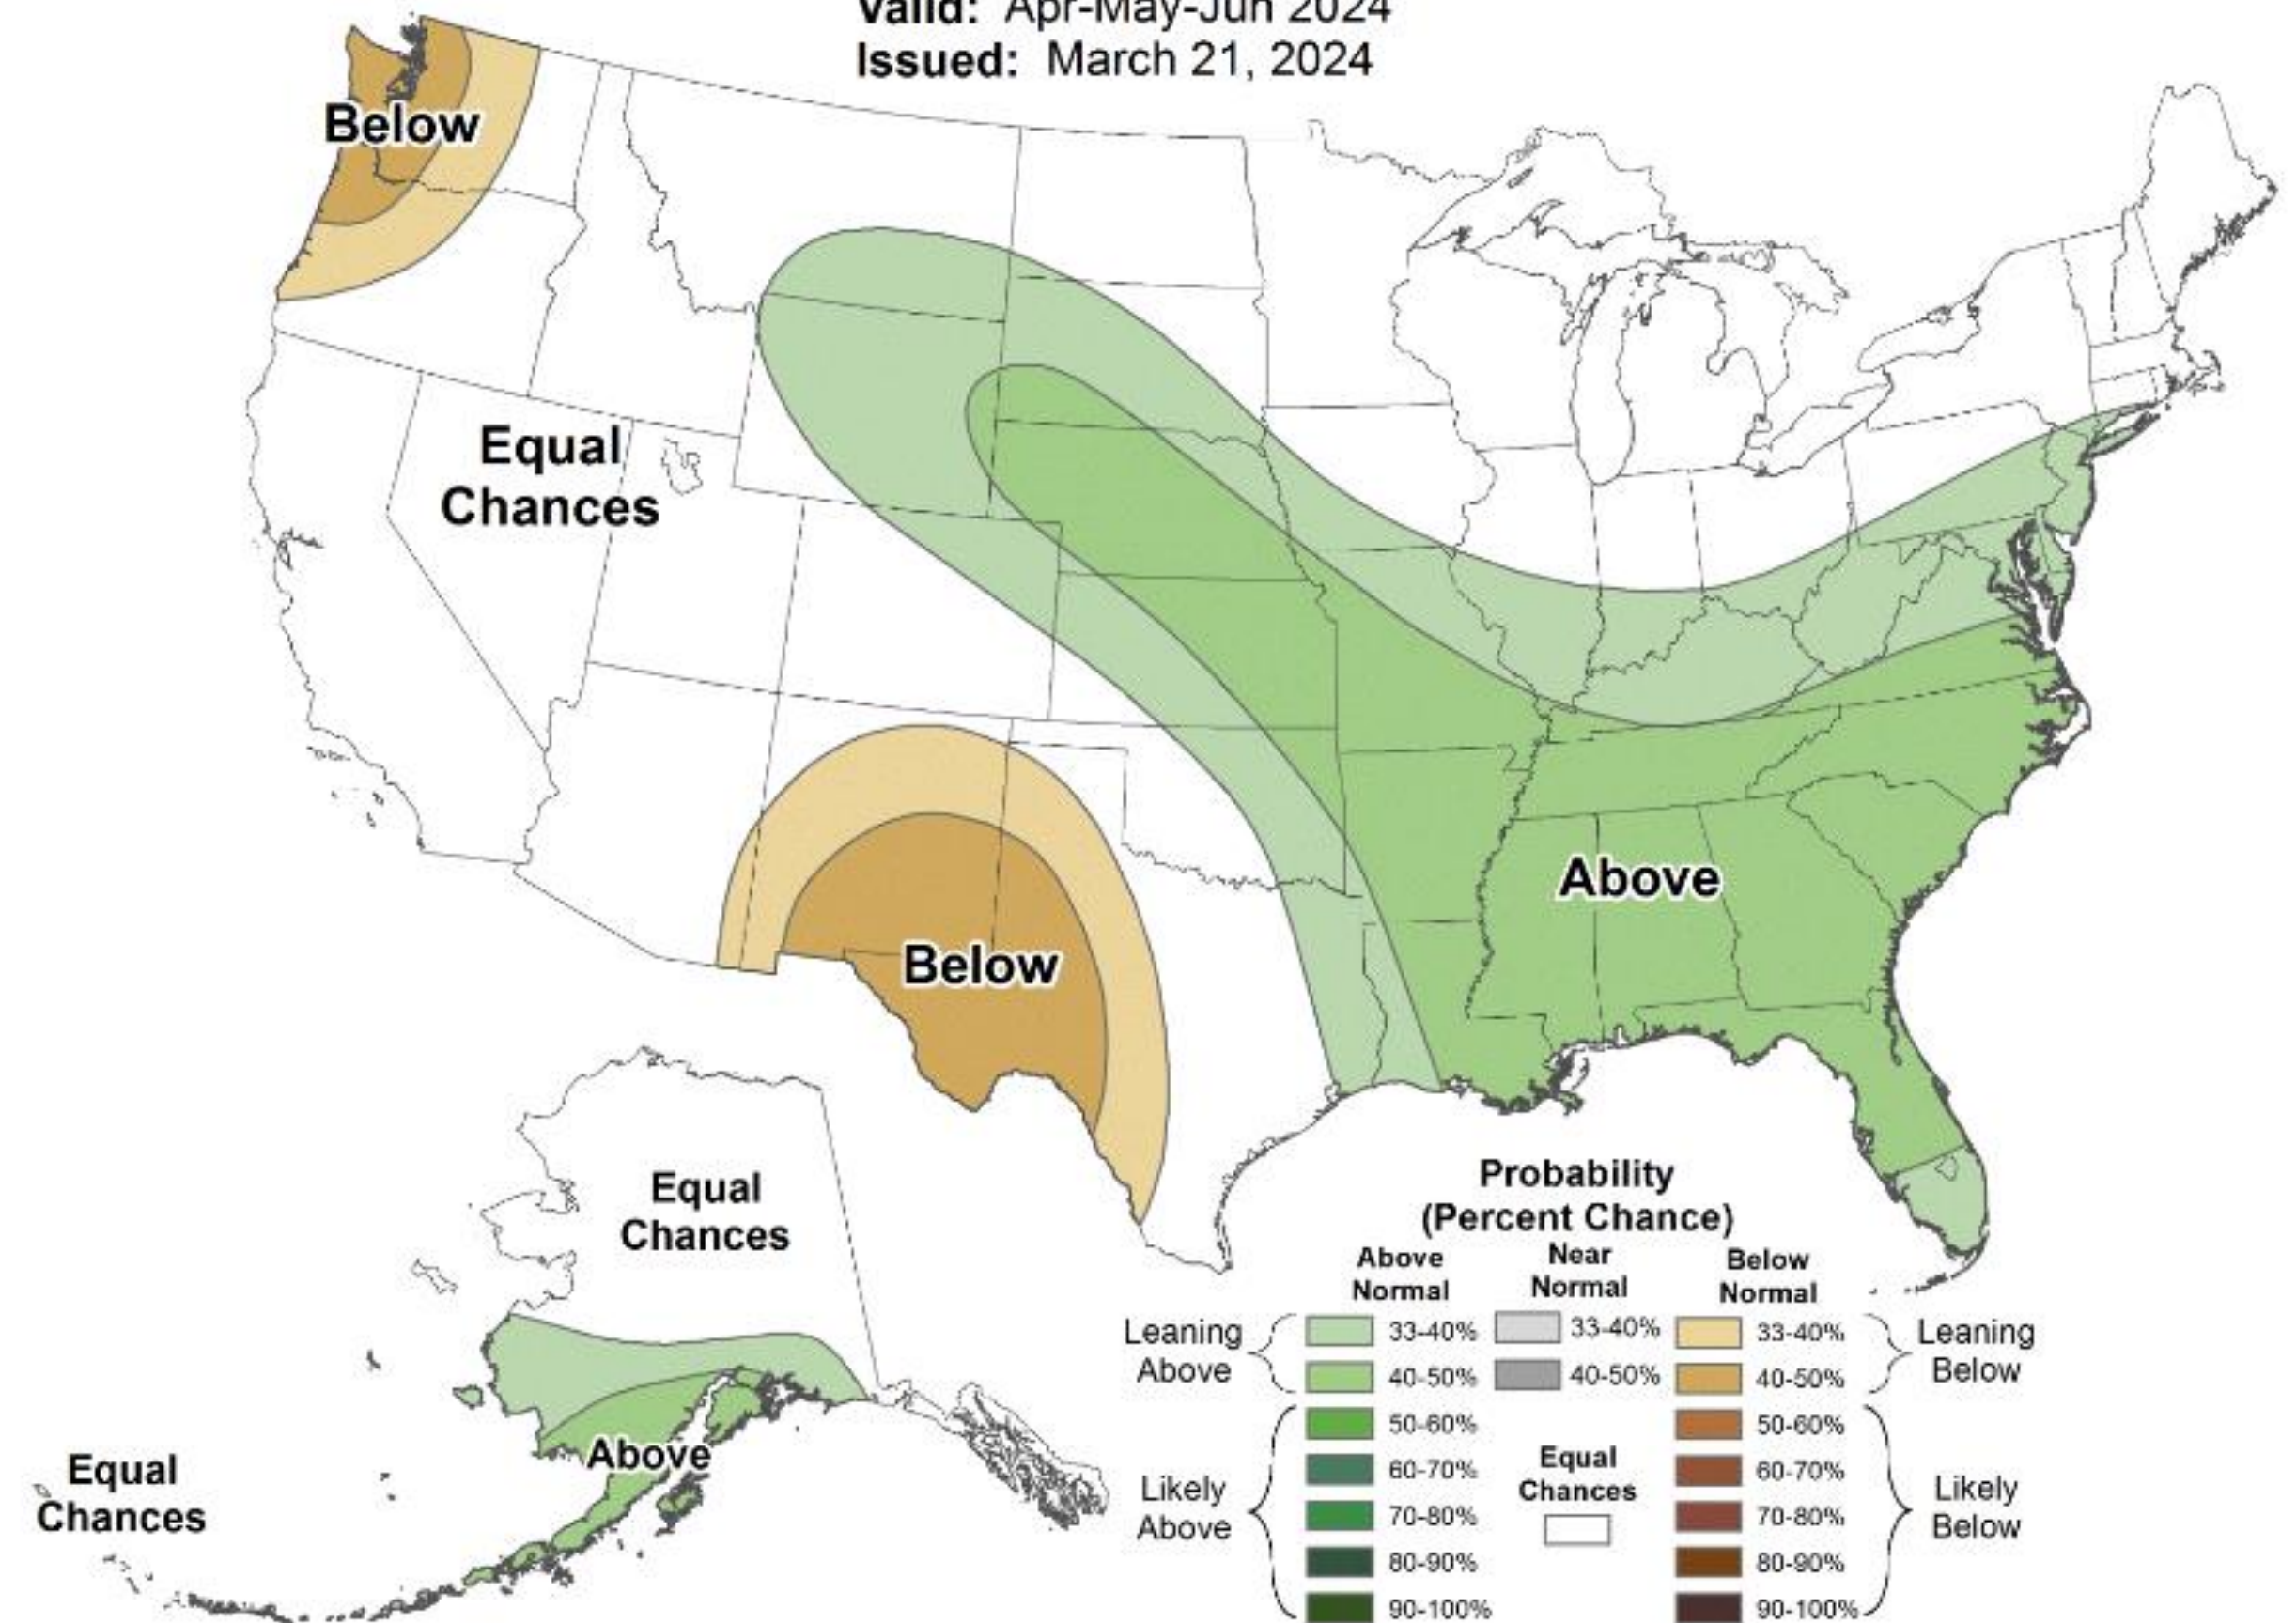 Valid: Apr-May-Jun 2024
Issued: March 21, 2024
Below
Equal
Chances
Above
Below
Equal
Chances
Above
Equal
Chances
Probability
(Percent Chance)
Above
Normal
Near
Normal
Below
Normal
Leaning
Above
33-40% 33-40% 33-40%
40-50% 40-50% 40-50%
Leaning
Below
Likely
Above
50-60% 50-60%
60-70% 60-70%
70-80% 70-80%
80-90% 80-90%
90-100% 90-100%
Equal
Chances
Likely
Below